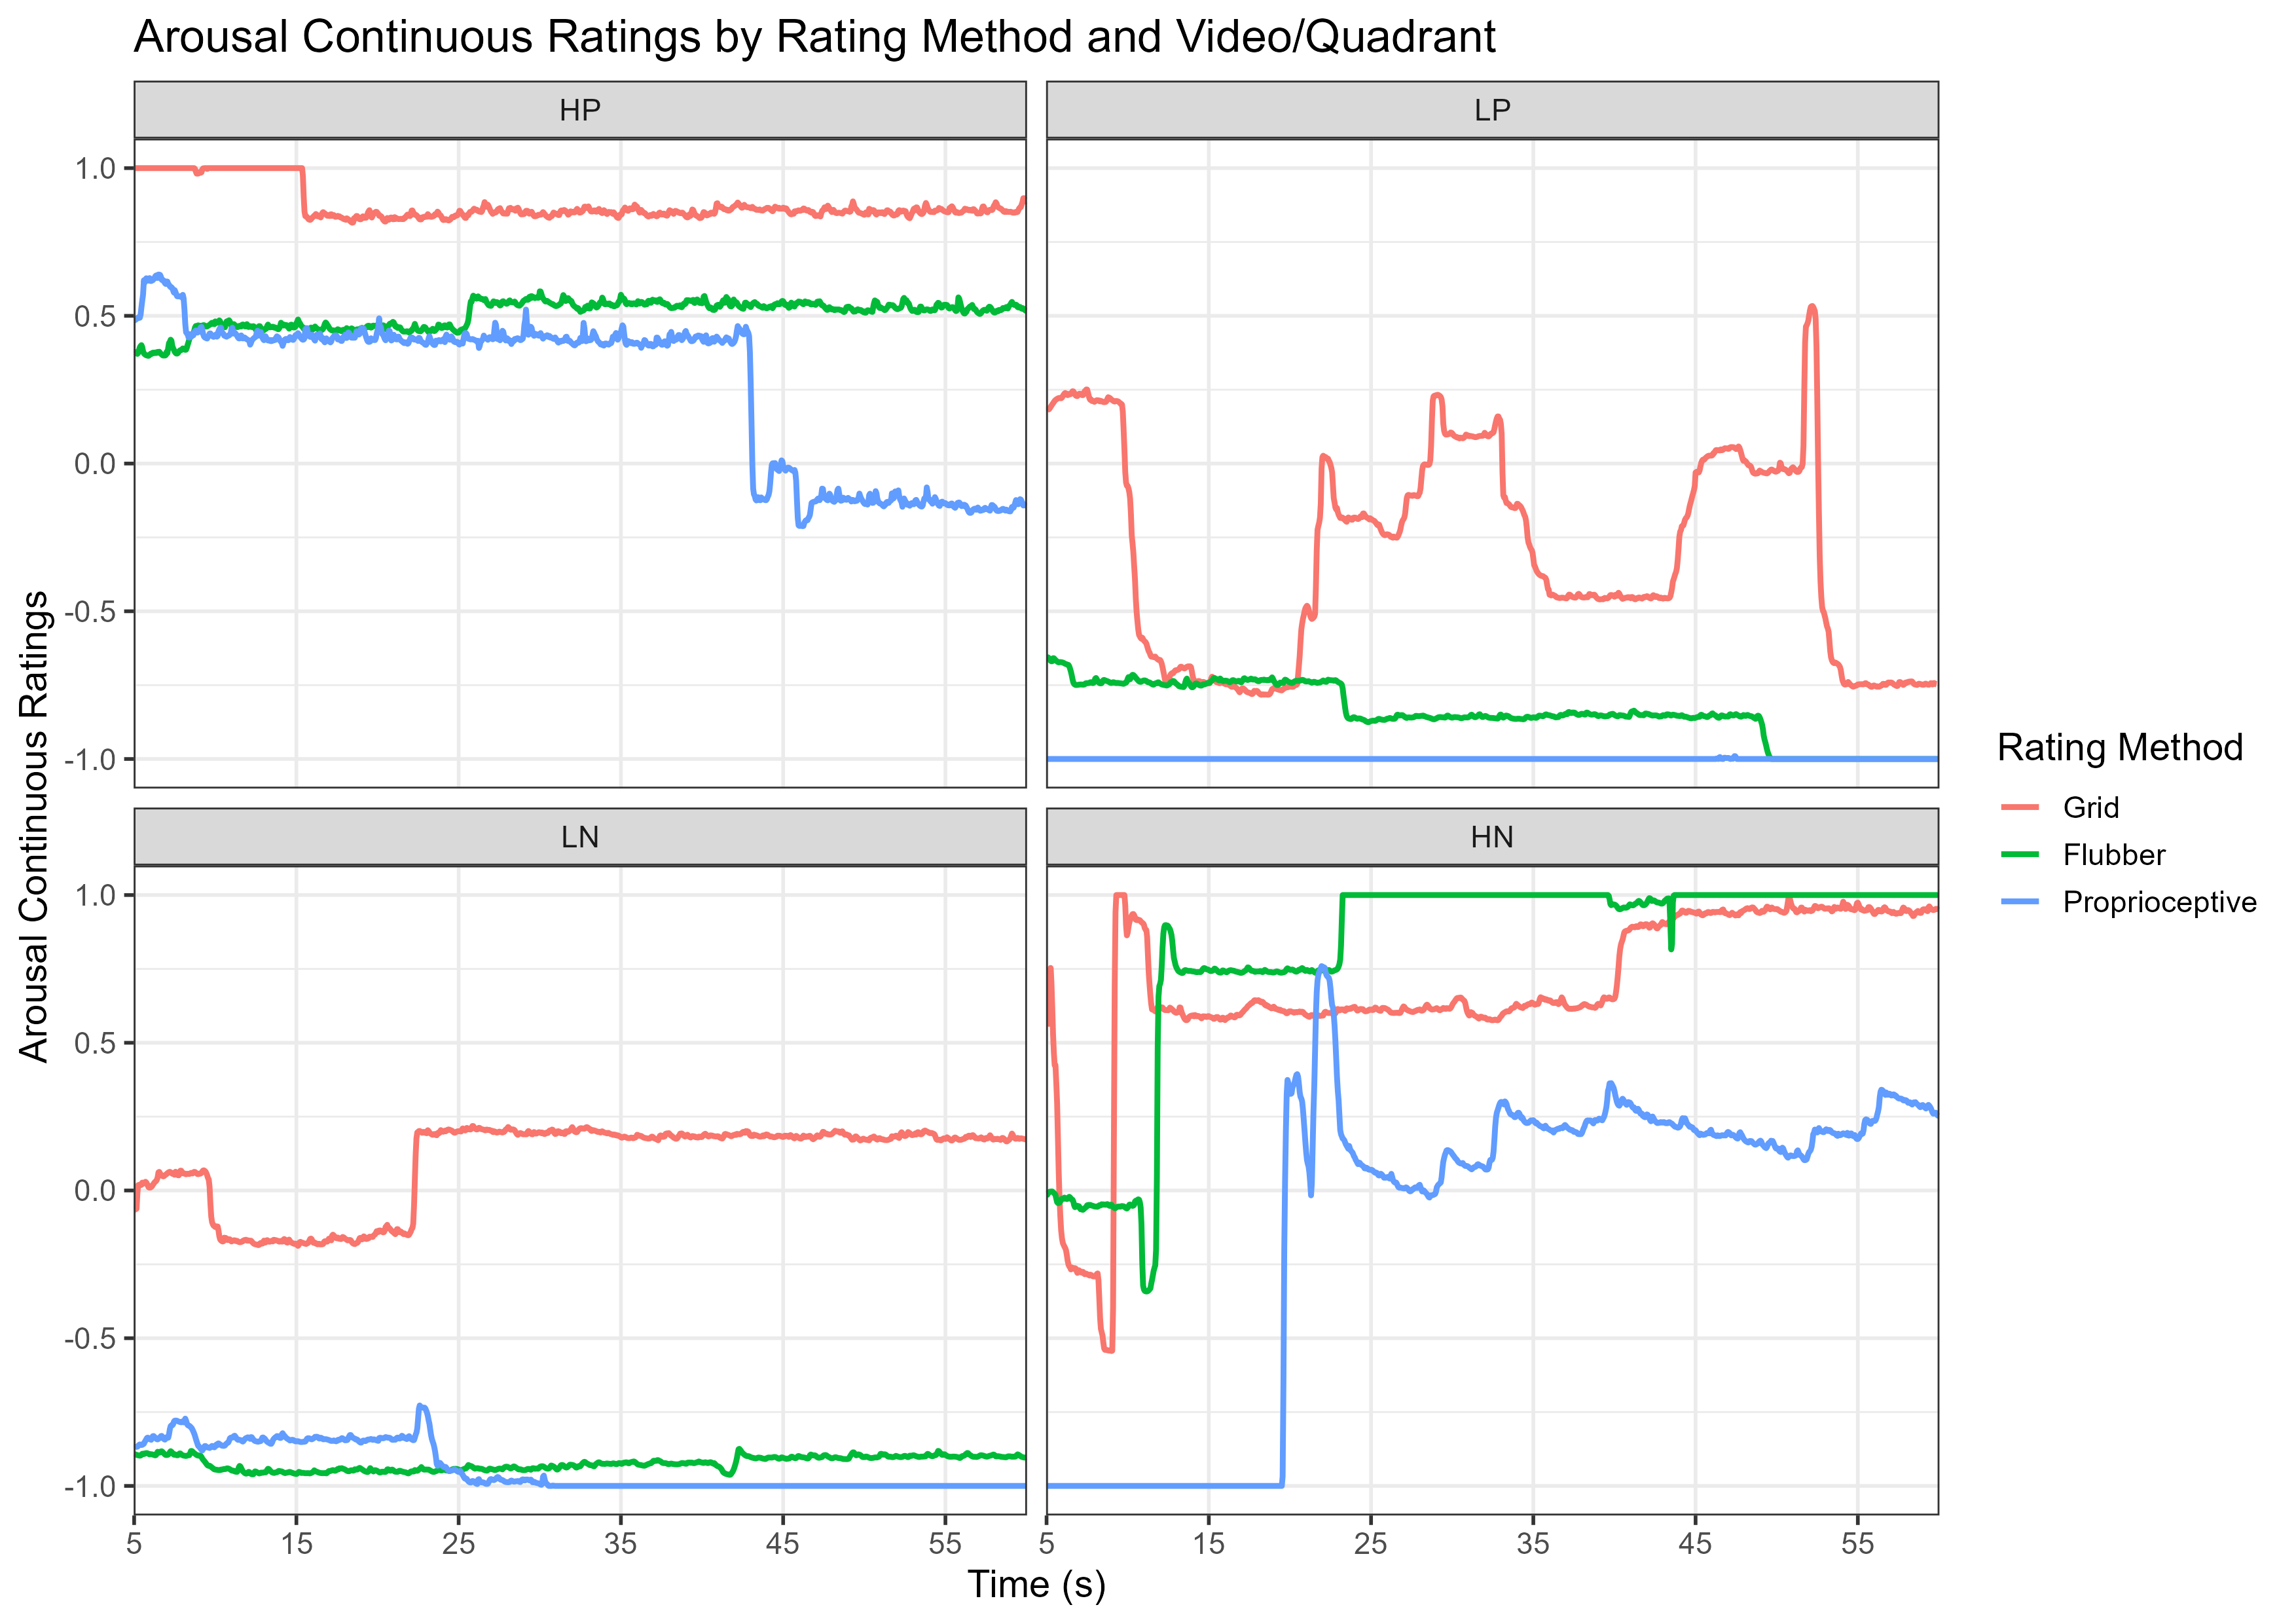 Arousal Continuous Ratings by Rating Method and Video/Quadrant
HP
LP
1.0
0.5
0.0
-0.5
-1.0
LN
HN
1.0
0.5
0.0
-0.5
-1.0
5 15 25 35 45 55
5 15 25 35 45 55
Time (s)
Arousal Continuous Ratings
Rating Method
Grid
Flubber
Proprioceptive